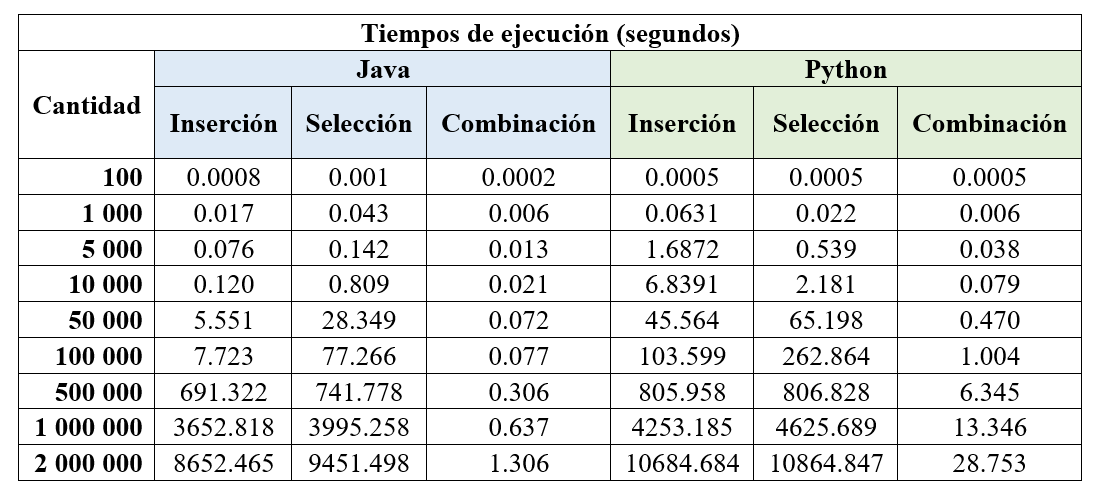 Tiempos de ejecución (segundos)
Cantidad Java Python
Inserción Selección Combinación Inserción Selección Combinación
100 0.0008 0.001 0.0002 0.0005 0.0005 0.0005
1 000 0.017 0.043 0.006 0.0631 0.022 0.006
5 000 0.076 0.142 0.013 1.6872 0.539 0.038
10 000 0.120 0.809 0.021 6.8391 2.181 0.079
50 000 5.551 28.349 0.072 45.564 65.198 0.470
100 000 7.723 77.266 0.077 103.599 262.864 1.004
500 000 691.322 741.778 0.306 805.958 806.828 6.345
1 000 000 3652.818 3995.258 0.637 4253.185 4625.689 13.346
2 000 000 8652.465 9451.498 1.306 10684.684 10864.847 28.753